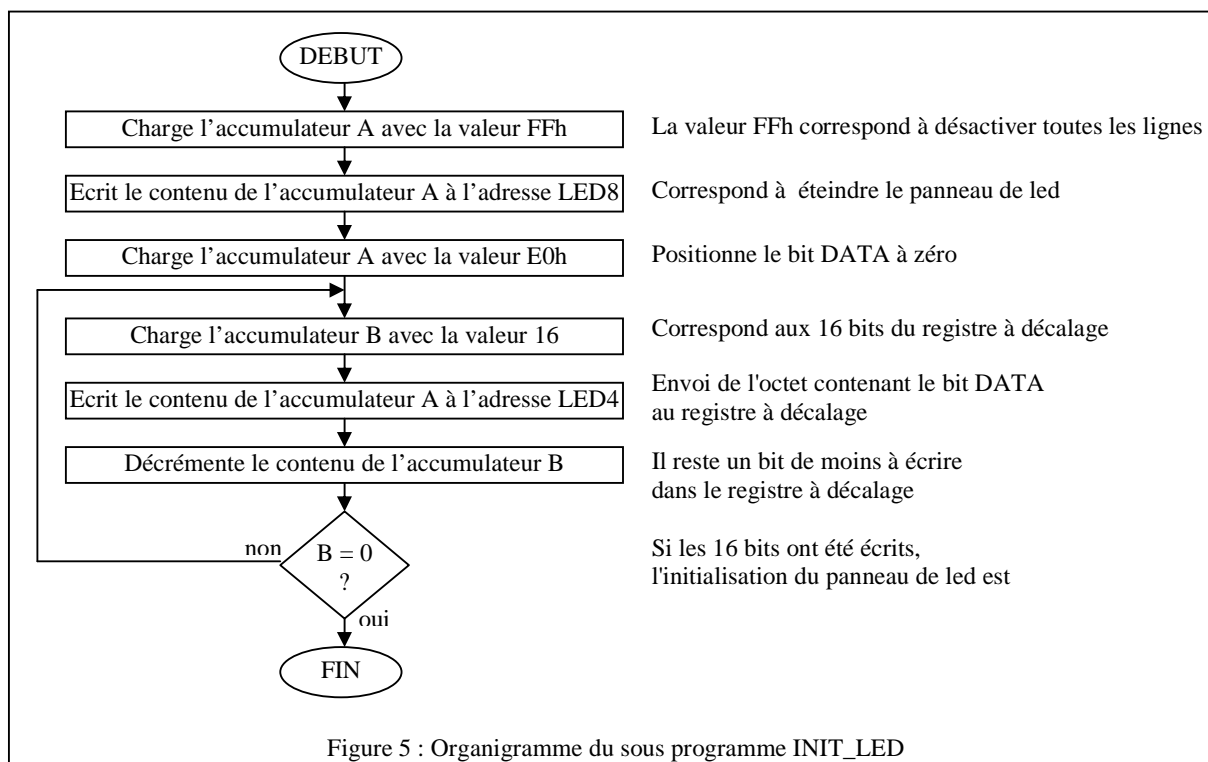 DEBUT
Charge l'accumulateur A avec la valeur FFh
La valeur FFh correspond à désactiver toutes les lignes
Ecrit le contenu de l'accumulateur A à l'adresse LED8
Correspond à éteindre le panneau de led
Charge l'accumulateur A avec la valeur E0h
Positionne le bit DATA à zéro
Charge l'accumulateur B avec la valeur 16
Correspond aux 16 bits du registre à décalage
Ecrit le contenu de l'accumulateur A à l'adresse LED4
Envoi de l'octet contenant le bit DATA
au registre à décalage
Décrémente le contenu de l'accumulateur B
Il reste un bit de moins à écrire
dans le registre à décalage
non
B = 0
?
Si les 16 bits ont été écrits,
l'initialisation du panneau de led est
oui
FIN
Figure 5 : Organigramme du sous programme INIT_LED